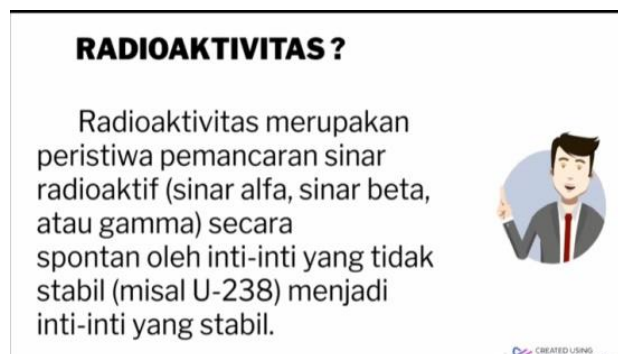 RADIOAKTIVITAS ?
Radioaktivitas merupakan
peristiwa pemancaran sinar
radioaktif (sinar alfa, sinar beta,
atau gamma) secara
spontan oleh inti-inti yang tidak
stabil (misal U-238) menjadi
inti-inti yang stabil.
CREATED USING